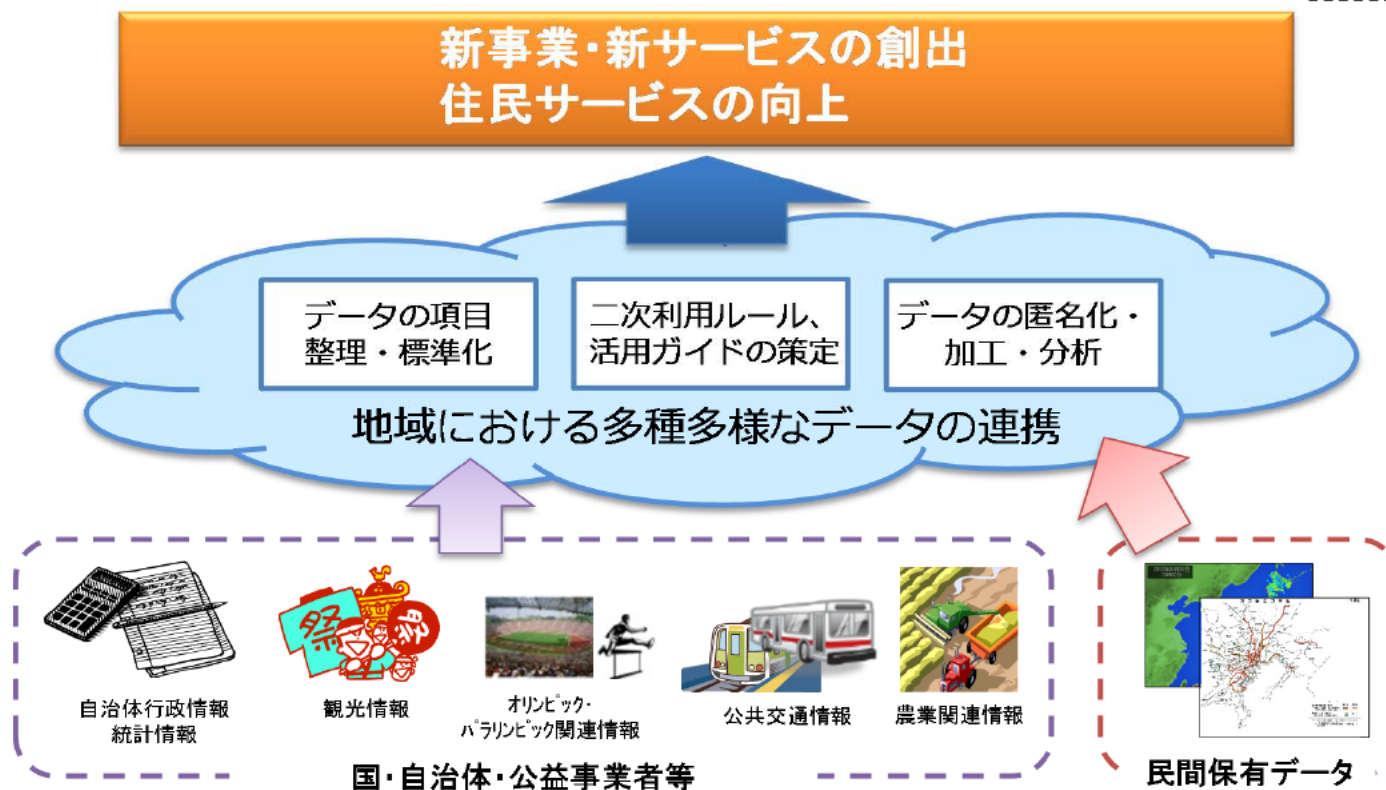 新事業・新サービスの創出
住民サービスの向上
データの項目
整理・標準化
二次利用ルール、
活用ガイドの策定
データの匿名化・
加工・分析
地域における多種多様なデータの連携
祭
自治体行政情報
統計情報
観光情報
オリンピック・
パラリンピック関連情報
公共交通情報
農業関連情報
国・自治体・公益事業者等
民間保有データ